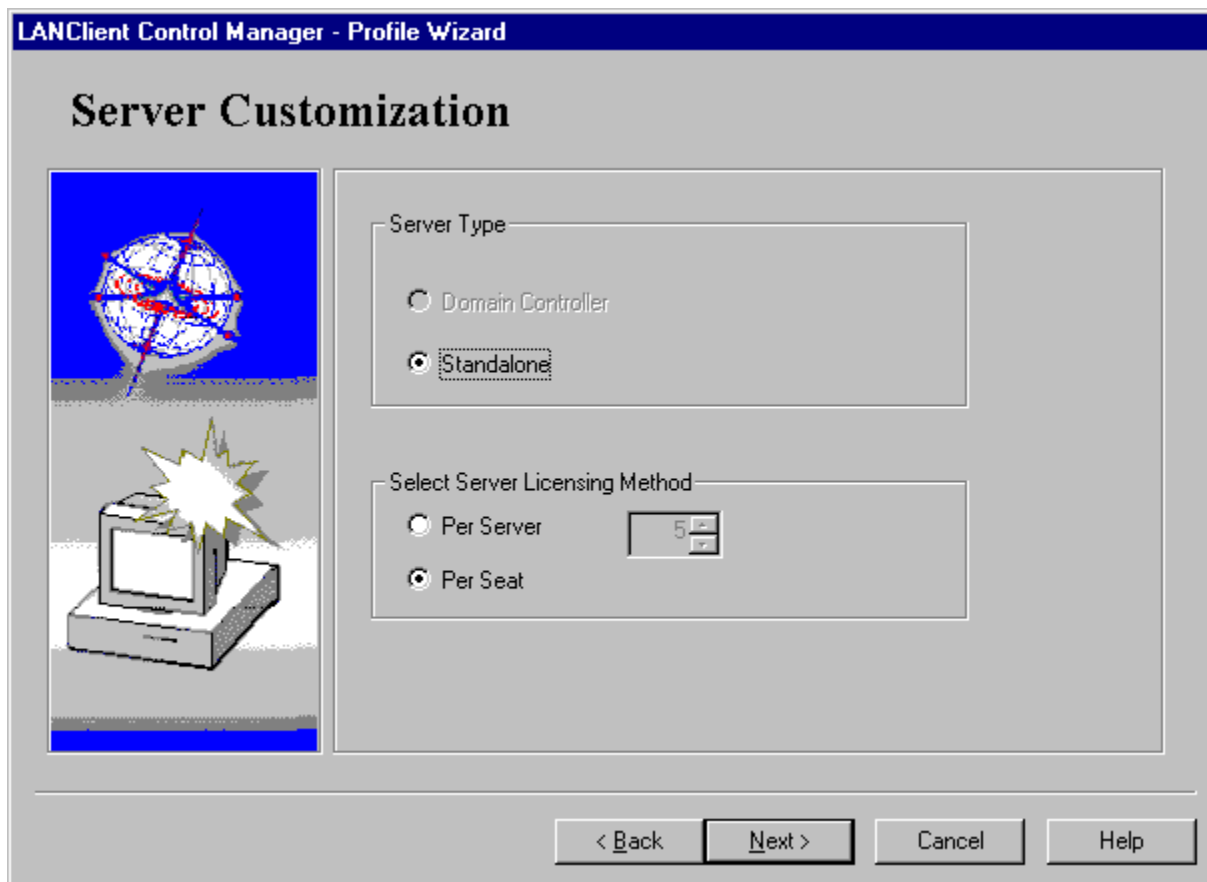 LANClient Control Manager - Profile Wizard
Server Customization
Server Type
Domain Controller
Standalone
Select Server Licensing Method
Per Server 5
Per Seat
< Back Next > Cancel Help